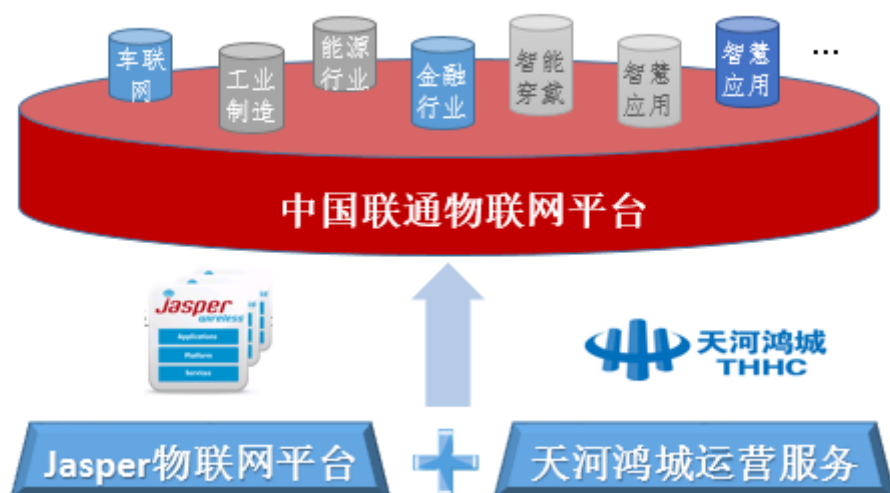 车联网
工业制造
能源行业
金融行业
智能穿戴
智慧应用
智慧应用
...
中国联通物联网平台
Jasper
wireless
Applications
Platform
Services
天河鸿城
THHC
Jasper物联网平台
+
天河鸿城运营服务